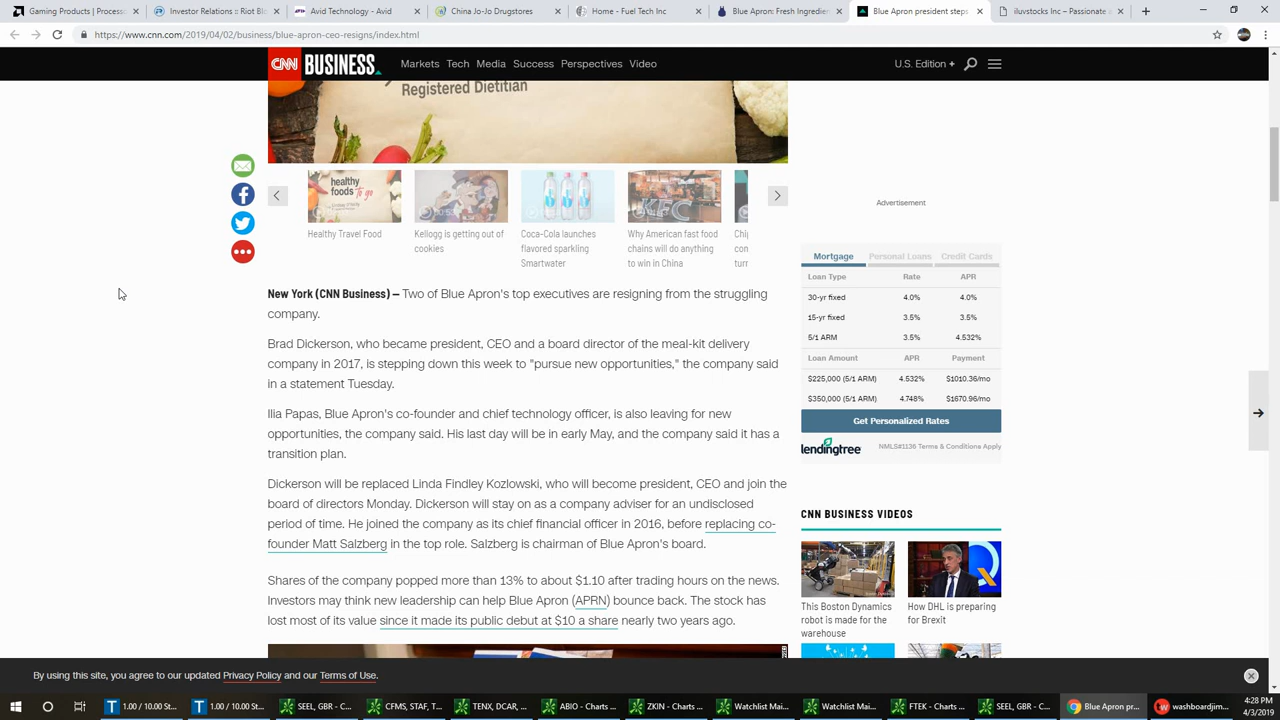 Gaming Products | Process
Investor Relations :: Riot Bl
Avid Technology - Avid
China Jo-Jo Drugstores
Home - Fuel Tech Inc
Blue Apron: Fresh Ingredien
Blue Apron president steps
iluvstocks – Passionate
https://www.cnn.com/2019/04/02/business/blue-apron-ceo-resigns/index.html
CNN BUSINESS
Markets Tech Media Success Perspectives Video
U.S. Edition +
Registered Dietitian
healthy
foods to go
KFC
Healthy Travel Food
Kellogg is getting out of
cookies
Coca-Cola launches
flavored sparkling
Smartwater
Why American fast food
chains will do anything
to win in China
Chi
con
turr
New York (CNN Business) — Two of Blue Apron's top executives are resigning from the struggling
company.
Brad Dickerson, who became president, CEO and a board director of the meal-kit delivery
company in 2017, is stepping down this week to "pursue new opportunities," the company said
in a statement Tuesday.
Ilia Papas, Blue Apron's co-founder and chief technology officer, is also leaving for new
opportunities, the company said. His last day will be in early May, and the company said it has a
transition plan.
Dickerson will be replaced Linda Findley Kozlowski, who will become president, CEO and join the
board of directors Monday. Dickerson will stay on as a company adviser for an undisclosed
period of time. He joined the company as its chief financial officer in 2016, before replacing co-
founder Matt Salzberg in the top role. Salzberg is chairman of Blue Apron's board.
Shares of the company popped more than 13% to about $1.10 after trading hours on the news.
Investors may think new leadership can help Blue Apron (APRN) bounce back. The stock has
lost most of its value since it made its public debut at $10 a share nearly two years ago.
Advertisement
Mortgage Personal Loans Credit Cards
Loan Type Rate APR
30-yr fixed 4.0% 4.0%
15-yr fixed 3.5% 3.5%
5/1 ARM 3.5% 4.532%
Loan Amount APR Payment
$225,000 (5/1 ARM) 4.532% $1010.36/mo
$350,000 (5/1 ARM) 4.748% $1670.96/mo
Get Personalized Rates
lendingtree NMLS#1136 Terms & Conditions Apply
CNN BUSINESS VIDEOS
This Boston Dynamics
robot is made for the
warehouse
How DHL is preparing
for Brexit
By using this site, you agree to our updated Privacy Policy and our Terms of Use.
1.00 / 10.00 St...
1.00 / 10.00 St...
SEEL, GBR - C...
CFMS, STAF, T...
TENX, DCAR, ...
ABIO - Charts ...
ZKIN - Charts ...
Watchlist Mai...
Watchlist Mai...
FTEK - Charts ...
SEEL, GBR - C...
Blue Apron pr...
washboardjim...
4:28 PM
4/3/2019